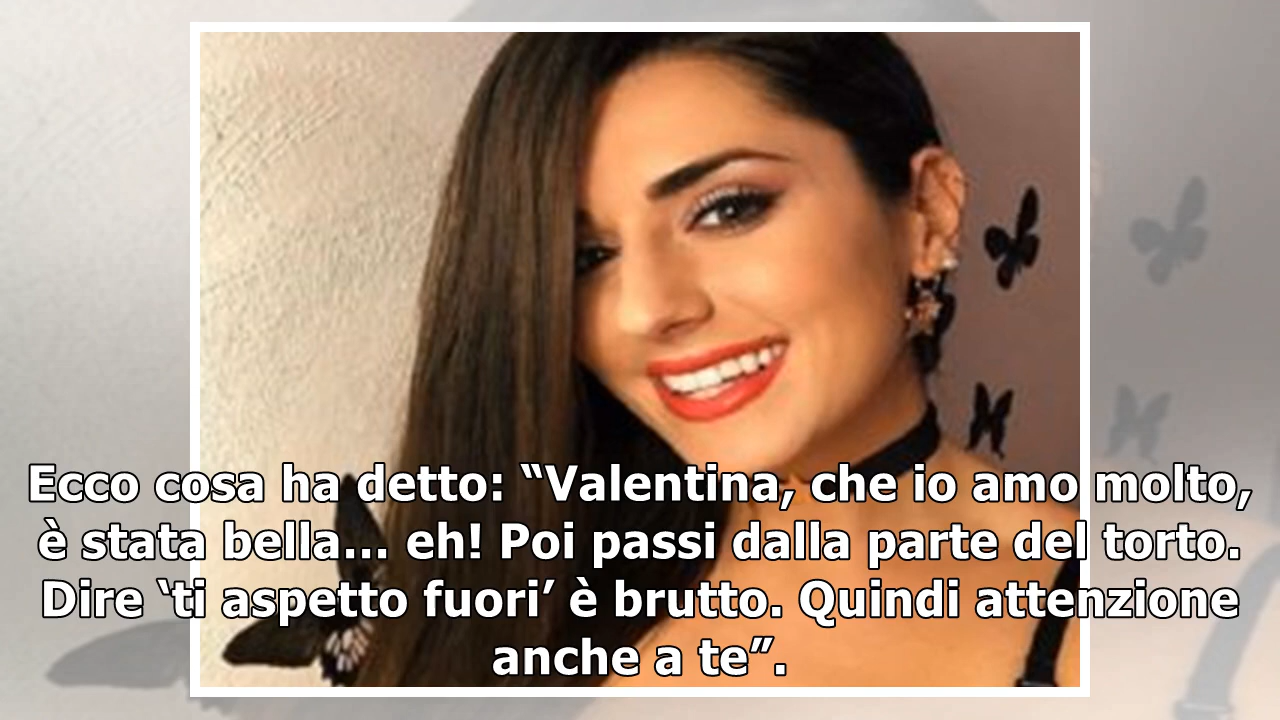 Ecco cosa ha detto: “Valentina, che io amo molto,
è stata bella... eh! Poi passi dalla parte del torto.
Dire ‘ti aspetto fuori’ è brutto. Quindi attenzione
anche a te”.